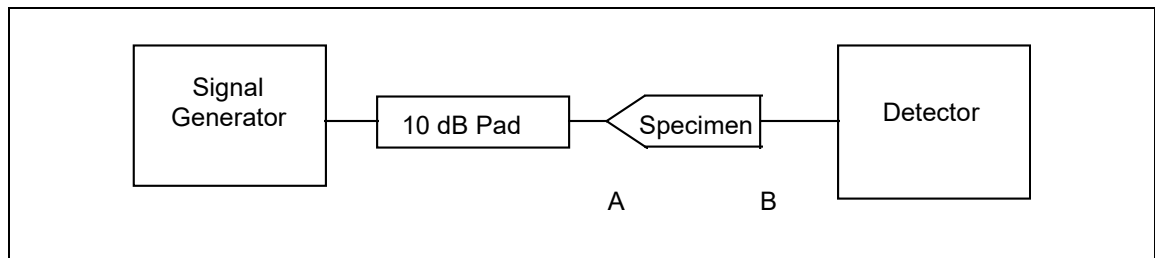 Signal
Generator
10 dB Pad
Specimen
Detector
A
B